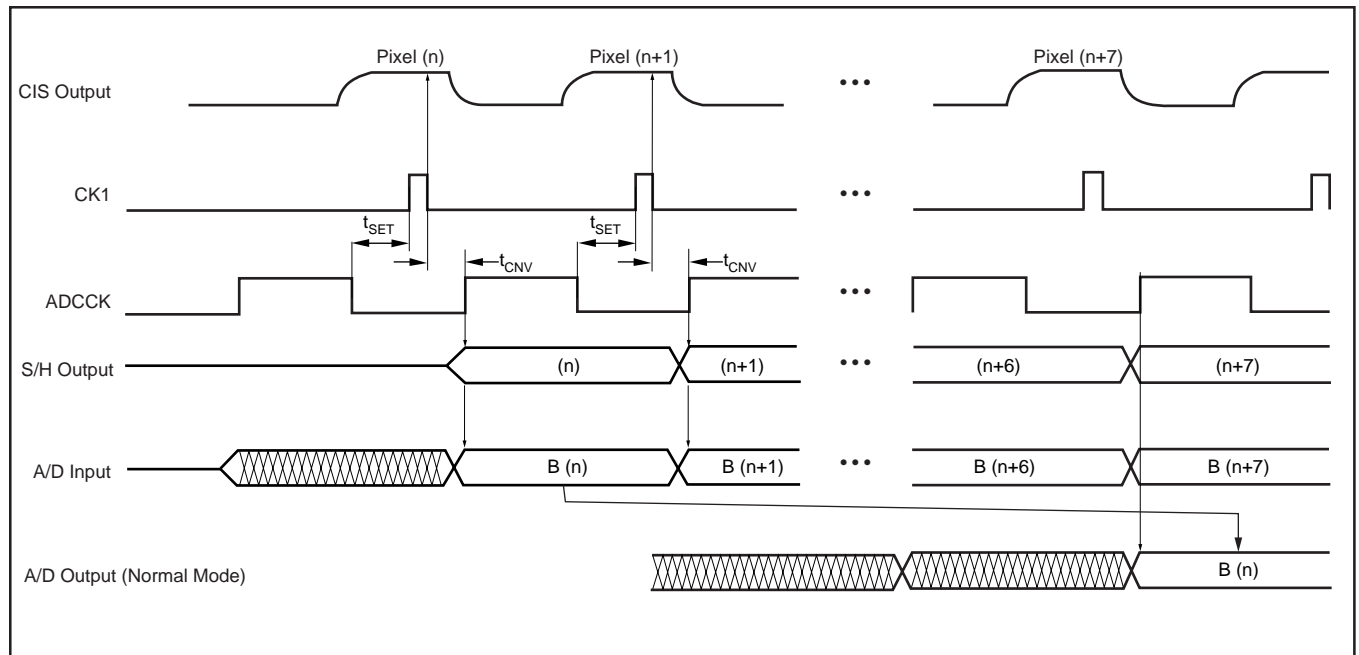 Pixel (n) Pixel (n+1) Pixel (n+7)
CIS Output •••
CK1 •••
tSET tSET
tCNV tCNV
ADCCK •••
S/H Output (n) (n+1) ••• (n+6) (n+7)
A/D Input B (n) B (n+1) ••• B (n+6) B (n+7)
A/D Output (Normal Mode) B (n)